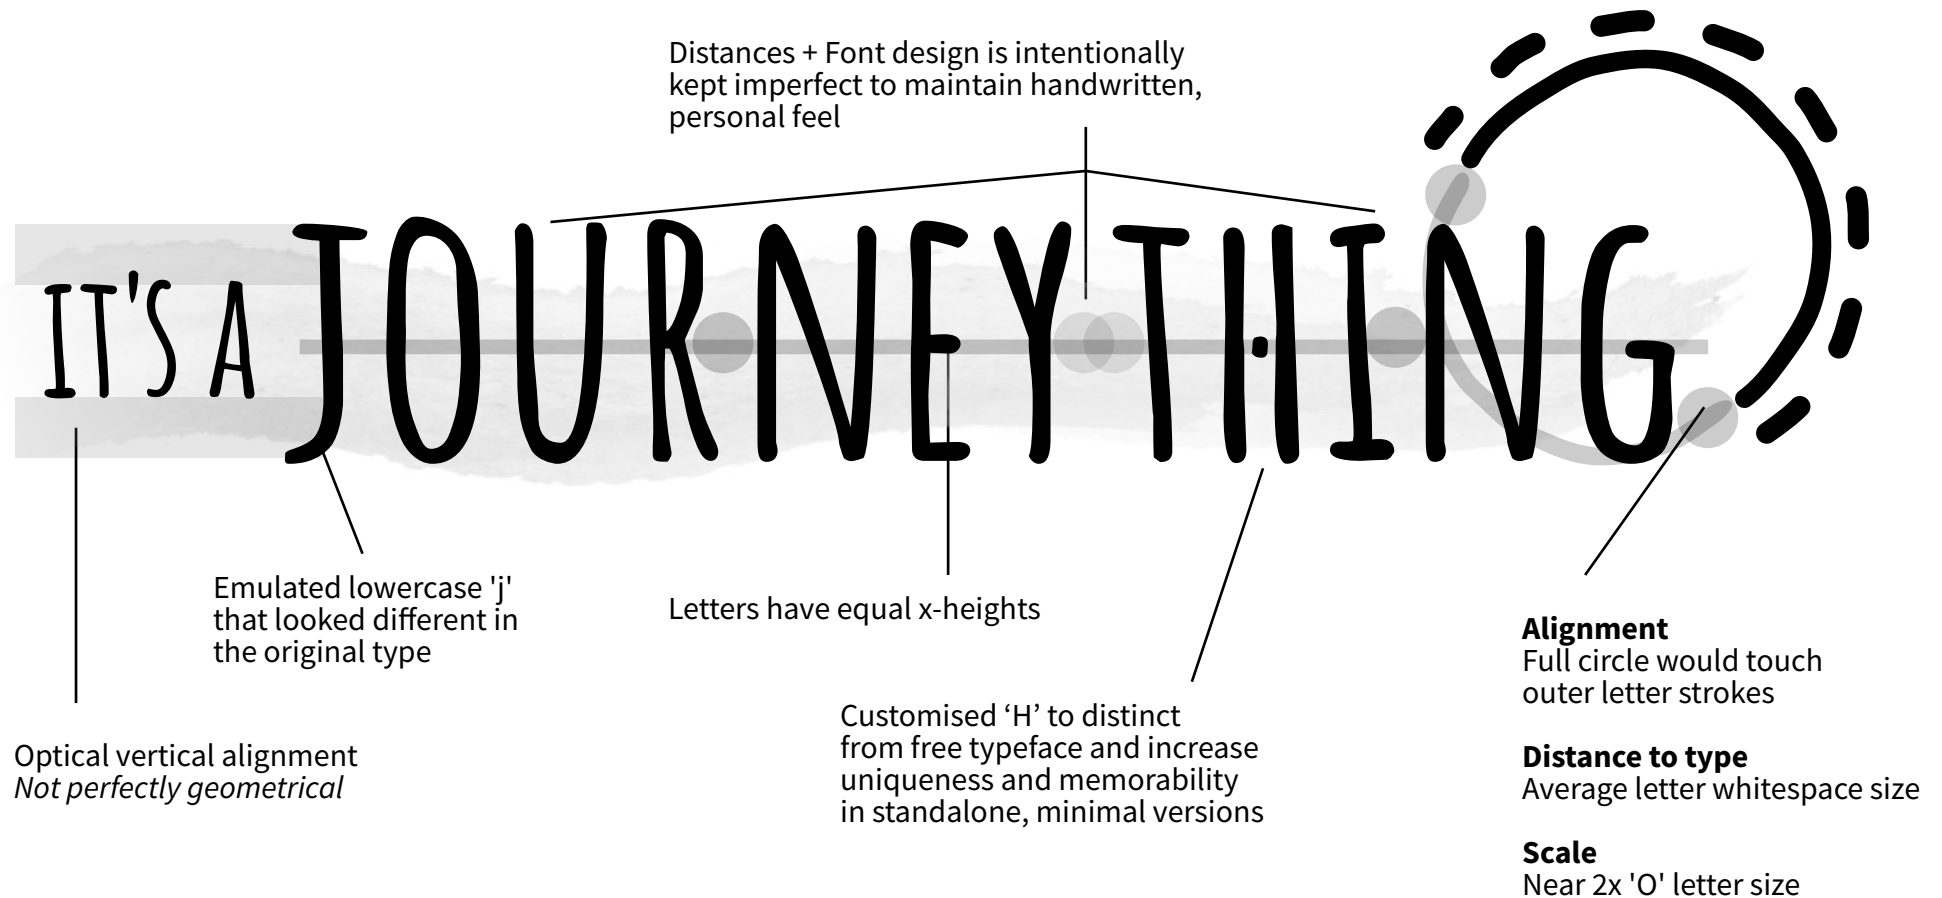 Distances + Font design is intentionally
kept imperfect to maintain handwritten,
personal feel
IT'S A JOURNEYTHING
Emulated lowercase 'j'
that looked different in
the original type
Letters have equal x-heights
Optical vertical alignment
Not perfectly geometrical
Customised ‘H’ to distinct
from free typeface and increase
uniqueness and memorability
in standalone, minimal versions
Alignment
Full circle would touch
outer letter strokes
Distance to type
Average letter whitespace size
Scale
Near 2x 'O' letter size